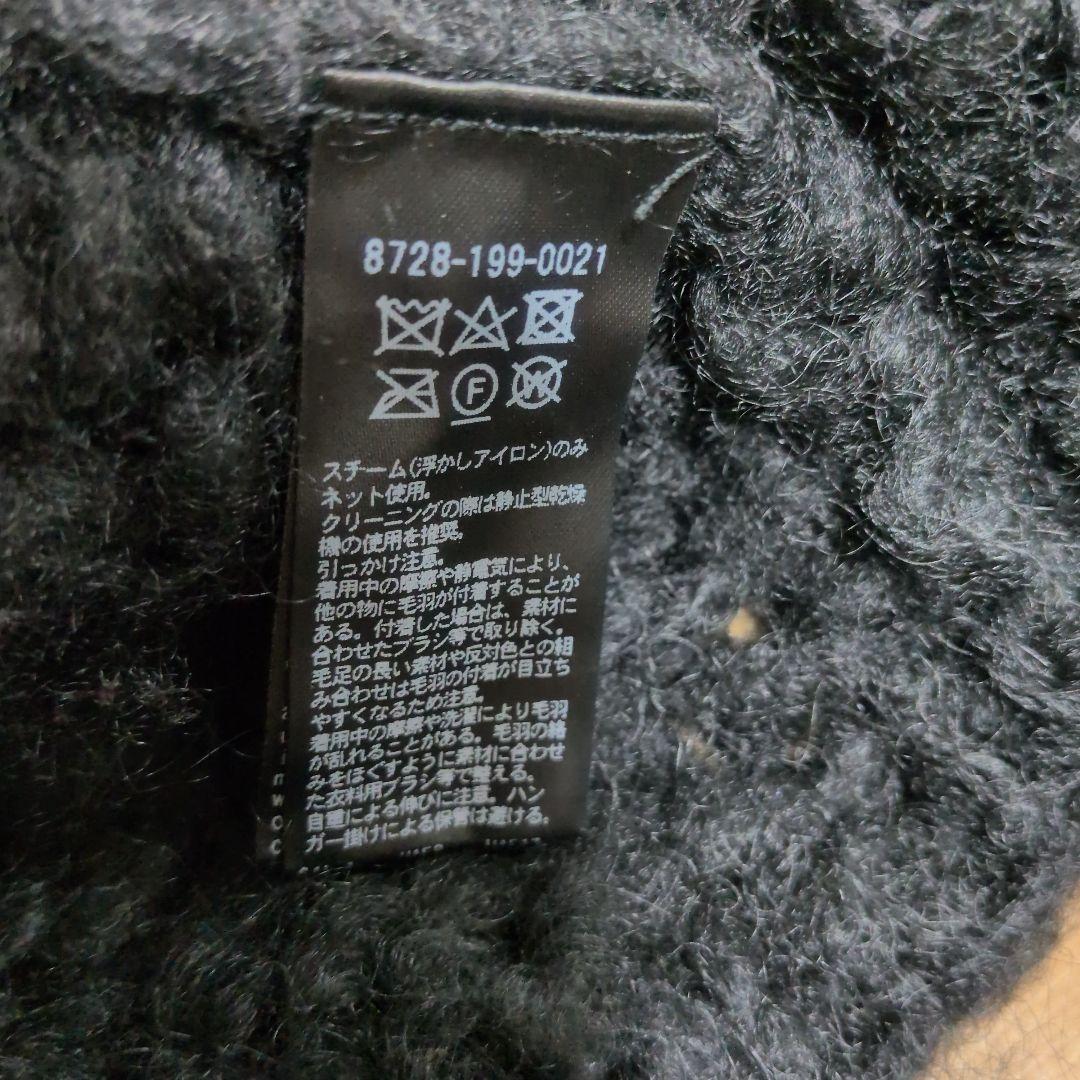 8728-199-0021
F
W
スチーム(浮かしアイロン)のみ
ネット使用。
クリーニングの際は静止型乾燥
機の使用を推奨。
引っかけ注意。
着用中の摩擦や静電気により、
他の物に毛羽が付着することが
ある。付着した場合は、素材に
合わせたブラシ等で取り除く。
毛足の長い素材や反対色との組
み合わせは毛羽の付着が目立ち
やすくなるため注意。
着用中の摩擦や洗濯により毛羽
が乱れることがある。毛羽の絡
みをほぐすように素材に合わせ
た衣料用ブラシ等で整える。
自重による伸びに注意。ハン
ガー掛けによる保管は避ける。